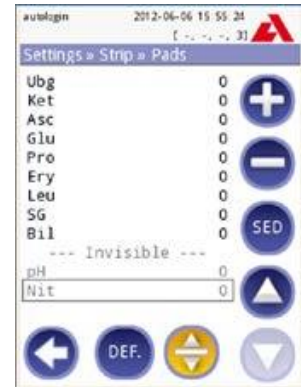 autologin 2012-06-06 15 55 24
[ -, -, -, 3]
Settings » Strip » Pads
Ubg 0
Ket 0
Asc 0
Glu 0
Pro 0
Ery 0
Leu 0
SG 0
Bil 0
--- Invisible ---
pH 0
Nit 0
SED
DEF.